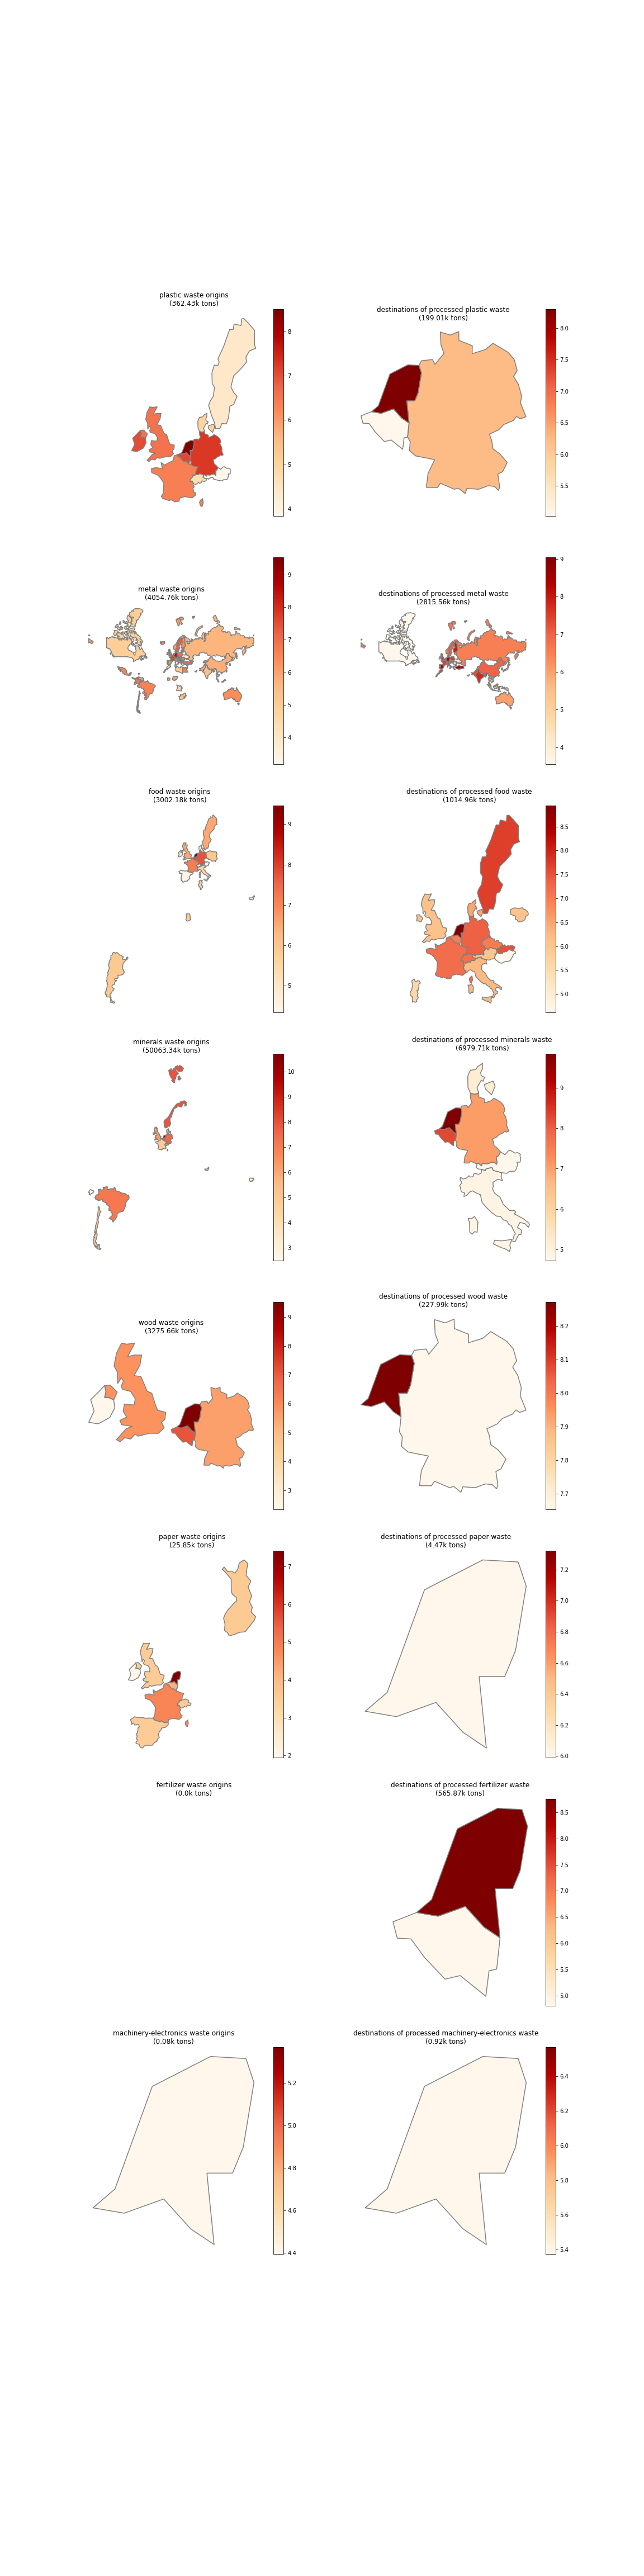 plastic waste origins
(362.43k tons)
8
7
6
5
4
destinations of processed plastic waste
(199.01k tons)
8.0
7.5
7.0
6.5
6.0
5.5
metal waste origins
(4054.76k tons)
9
8
7
6
5
4
destinations of processed metal waste
(2815.56k tons)
9
8
7
6
5
4
food waste origins
(3002.18k tons)
9
8
7
6
5
destinations of processed food waste
(1014.96k tons)
8.5
8.0
7.5
7.0
6.5
6.0
5.5
5.0
minerals waste origins
(50063.34k tons)
10
9
8
7
6
5
4
3
destinations of processed minerals waste
(6979.71k tons)
9
8
7
6
5
wood waste origins
(3275.66k tons)
9
8
7
6
5
4
3
destinations of processed wood waste
(227.99k tons)
8.2
8.1
8.0
7.9
7.8
7.7
paper waste origins
(25.85k tons)
7
6
5
4
3
2
destinations of processed paper waste
(4.47k tons)
7.2
7.0
6.8
6.6
6.4
6.2
6.0
fertilizer waste origins
(0.0k tons)
destinations of processed fertilizer waste
(565.87k tons)
8.5
8.0
7.5
7.0
6.5
6.0
5.5
5.0
machinery-electronics waste origins
(0.08k tons)
5.2
5.0
4.8
4.6
4.4
destinations of processed machinery-electronics waste
(0.92k tons)
6.4
6.2
6.0
5.8
5.6
5.4